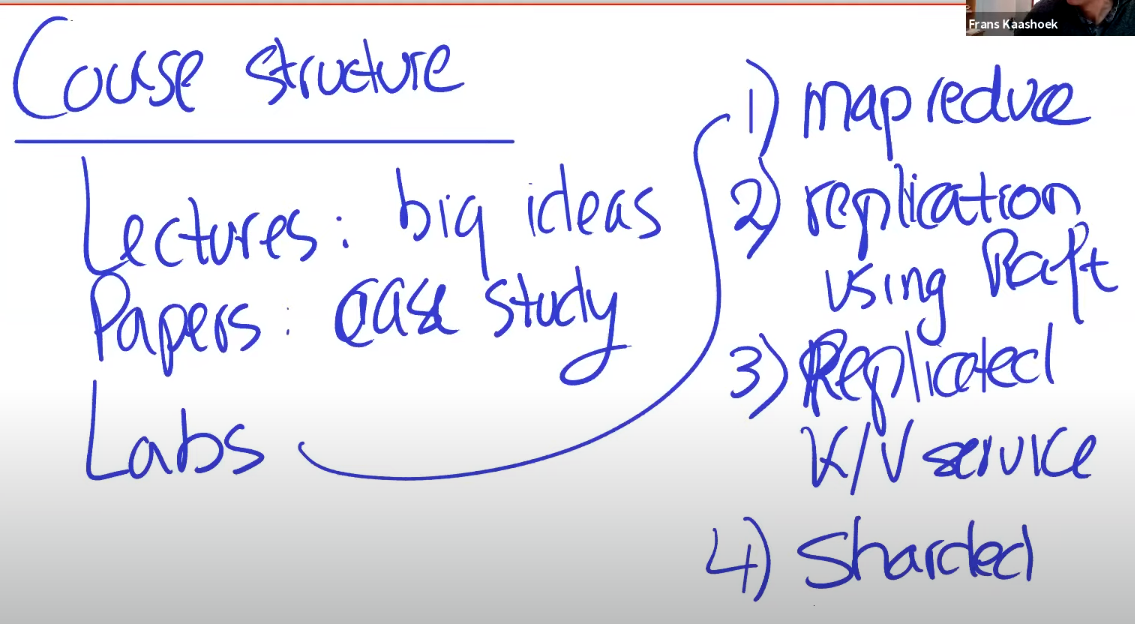 Frans Kaashoek
Couse structure
Lectures: big ideas
Papers: case study
Labs
1) map reduce
2) replication
using Raft
3) Replicated
K/V service
4) Sharded